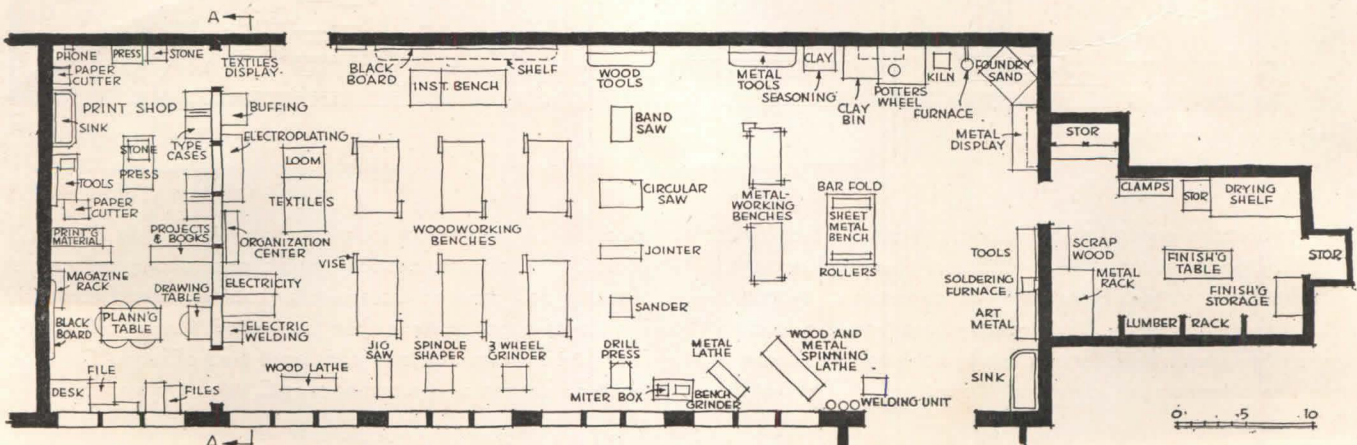 A
PHONE
PRESS
STONE
PAPER
CUTTER
PRINT SHOP
SINK
STONE
PRESS
TYPE
CASES
TOOLS
PAPER
CUTTER
PRINT'G
MATERIAL
PROJECTS
& BOOKS
MAGAZINE
RACK
DRAWING
TABLE
PLANN'G
TABLE
BLACK
BOARD
DESK
FILE
FILES
TEXTILES
DISPLAY
BUFFING
ELECTROPLATING
LOOM
TEXTILES
ORGANIZATION
CENTER
ELECTRICITY
ELECTRIC
WELDING
WOOD LATHE
BLACK
BOARD
SHELF
INST. BENCH
WOODWORKING
BENCHES
VISE
JIG
SAW
SPINDLE
SHAPER
3 WHEEL
GRINDER
WOOD
TOOLS
BAND
SAW
CIRCULAR
SAW
JOINTER
SANDER
DRILL
PRESS
MITER BOX
METAL
LATHE
BENCH
GRINDER
WOOD AND
METAL
SPINNING
LATHE
WELDING UNIT
METAL
TOOLS
CLAY
SEASONING
CLAY
BIN
POTTERS
WHEEL
KILN
FURNACE
FOUNDRY
SAND
METAL
DISPLAY
METAL-
WORKING
BENCHES
BAR FOLD
SHEET
METAL
BENCH
ROLLERS
TOOLS
SOLDERING
FURNACE
ART
METAL
SINK
STOR
CLAMPS
STOR
DRYING
SHELF
SCRAP
WOOD
METAL
RACK
FINISH'G
TABLE
STOR
FINISH'G
STORAGE
LUMBER RACK
0 5 10
A